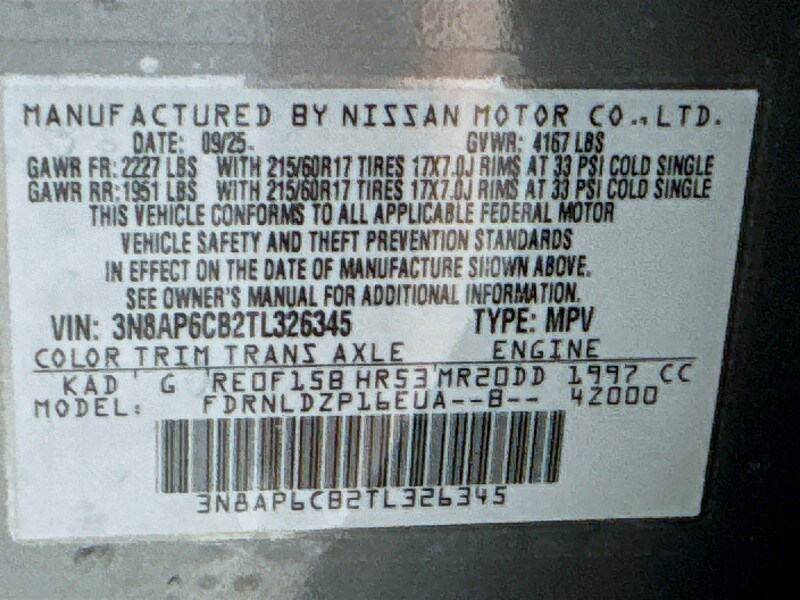 MANUFACTURED BY NISSAN MOTOR CO., LTD.
DATE: 09/25 GVWR: 4167 LBS
GAWR FR: 2227 LBS WITH 215/60R17 TIRES 17X7.0J RIMS AT 33 PSI COLD SINGLE
GAWR RR: 1951 LBS WITH 215/60R17 TIRES 17X7.0J RIMS AT 33 PSI COLD SINGLE
THIS VEHICLE CONFORMS TO ALL APPLICABLE FEDERAL MOTOR
VEHICLE SAFETY AND THEFT PREVENTION STANDARDS
IN EFFECT ON THE DATE OF MANUFACTURE SHOWN ABOVE.
SEE OWNER'S MANUAL FOR ADDITIONAL INFORMATION.
VIN: 3N8AP6CB2TL326345 TYPE: MPV
COLOR TRIM TRANS AXLE ENGINE
KAD G RE0F15B HR53 MR20DD 1997 CC
MODEL: FDRNLDZP16EUA--B-- 42000
3N8AP6CB2TL326345